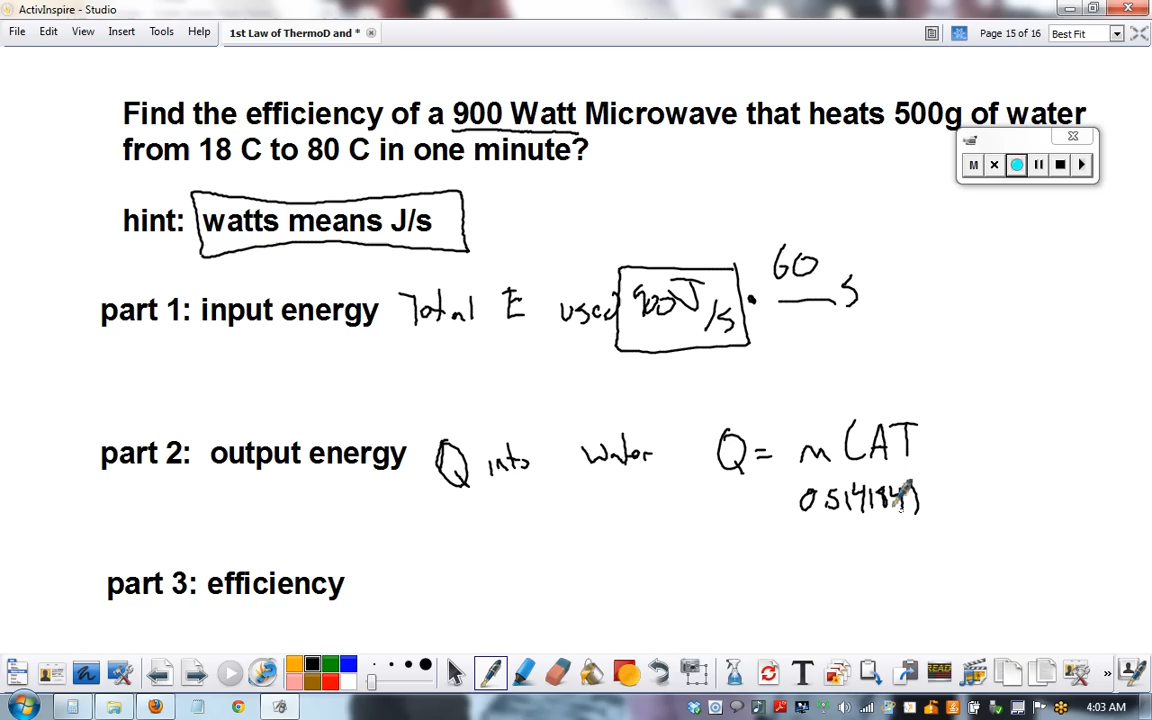 ActivInspire - Studio
File Edit View Insert Tools Help 1st Law of ThermoD and * Page 15 of 16 Best Fit
Find the efficiency of a 900 Watt Microwave that heats 500g of water
from 18 C to 80 C in one minute?
M
hint: watts means J/s
part 1: input energy Total E used 900 J/s · 60 s
part 2: output energy Q into water Q = mCΔT
0.5(4184)
part 3: efficiency
T READ »
4:03 AM